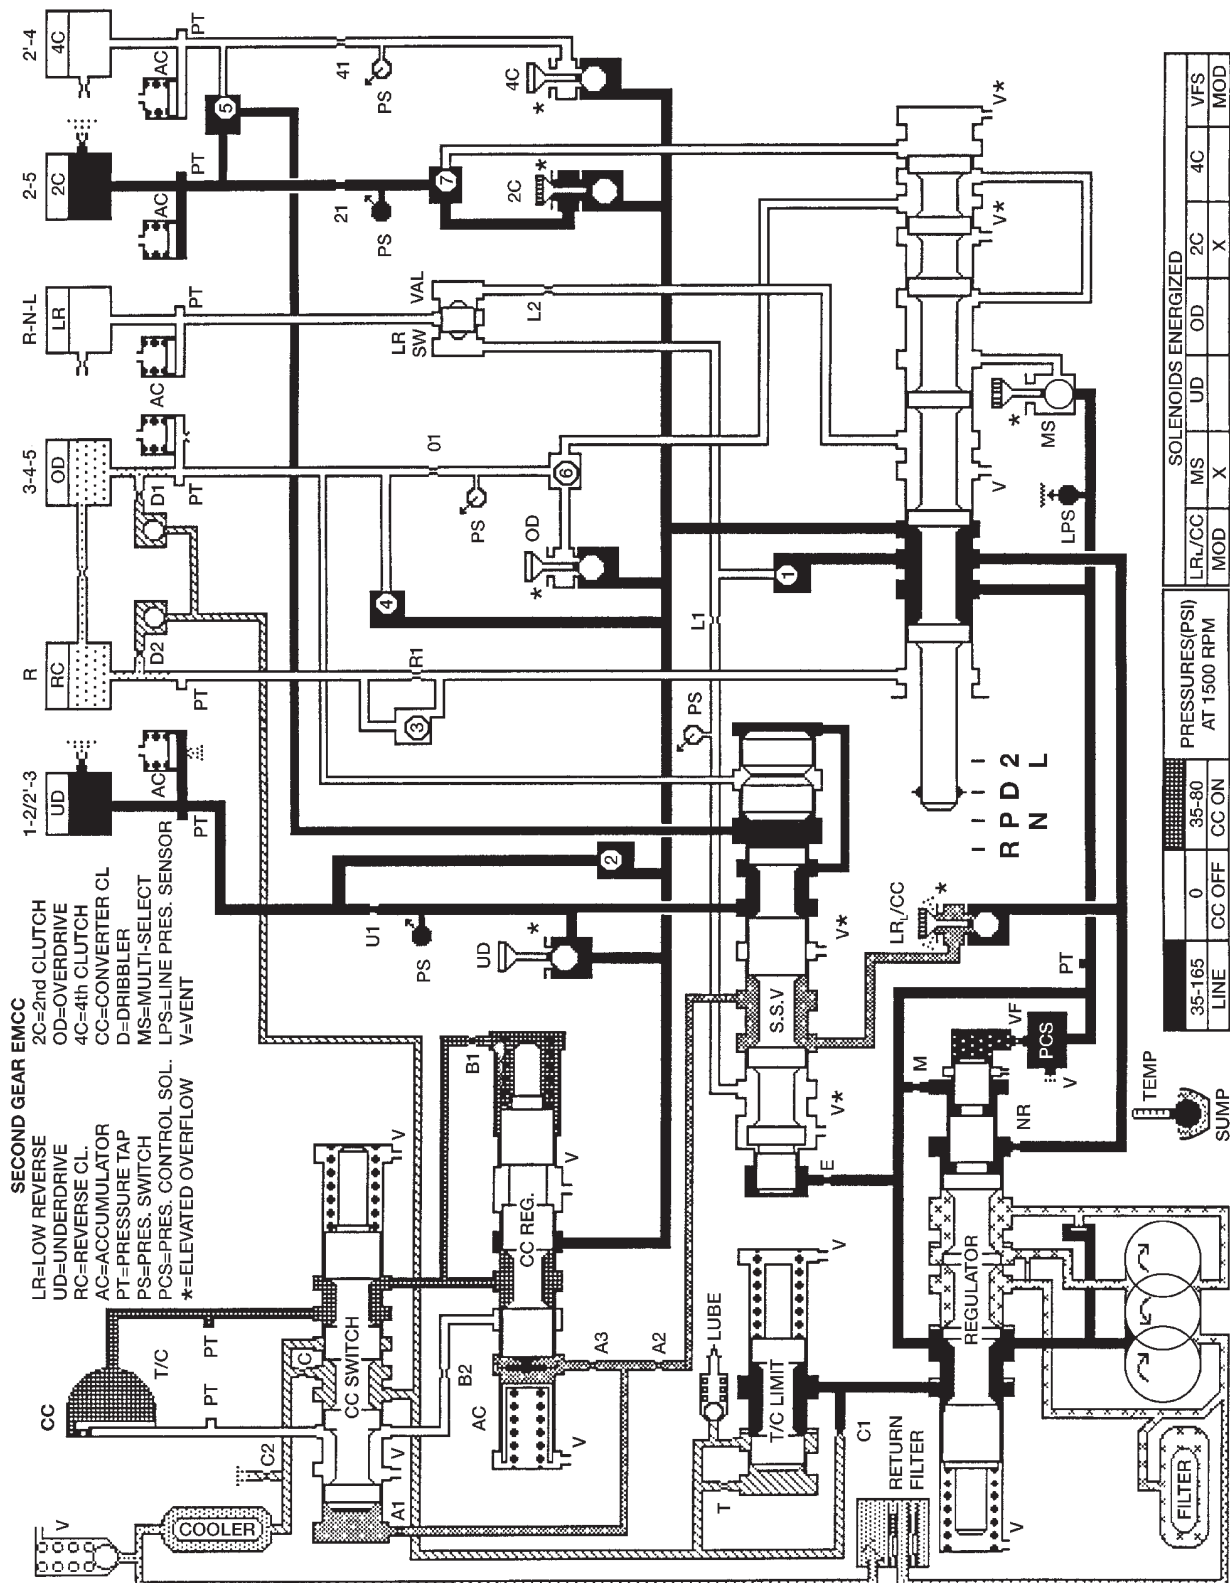 SECOND GEAR EMCC
LR=LOW REVERSE
UD=UNDERDRIVE
RC=REVERSE CL.
AC=ACCUMULATOR
PT=PRESSURE TAP
PS=PRES. SWITCH
PCS=PRES. CONTROL SOL.
*=ELEVATED OVERFLOW
2C=2nd CLUTCH
OD=OVERDRIVE
4C=4th CLUTCH
CC=CONVERTER CL
D=DRIBBLER
MS=MULTI-SELECT
LPS=LINE PRES. SENSOR
V=VENT
1-2/2'-3
UD
AC
PT
R
RC
PT
D2
3-4-5
OD
D1
AC
PT
R-N-L
LR
AC
PT
2-5
2C
AC
PT
2'-4
4C
AC
PT
CC
T/C
PT
PT
V
COOLER
C2
C
CC SWITCH
V
V
A1
B2
B1
CC REG.
V
AC
V
A3
A2
U1
PS
UD
*
2
3
R1
4
O1
PS
OD
*
6
LR
SW
VAL
L2
21
PS
7
2C
*
5
41
PS
4C
*
L1
PS
1
S.S.V
V*
V*
E
LR_L/CC
*
LUBE
T
T/C LIMIT
V
C1
RETURN
FILTER
REGULATOR
V
NR
M
VF
PCS
V
PT
R P D 2
N L
LPS
MS
*
V
V*
V*
TEMP
SUMP
FILTER
35-165
LINE
0
CC OFF
35-80
CC ON
PRESSURES(PSI)
AT 1500 RPM
SOLENOIDS ENERGIZED
LR_L/CC MS UD OD 2C 4C VFS
MOD X X MOD